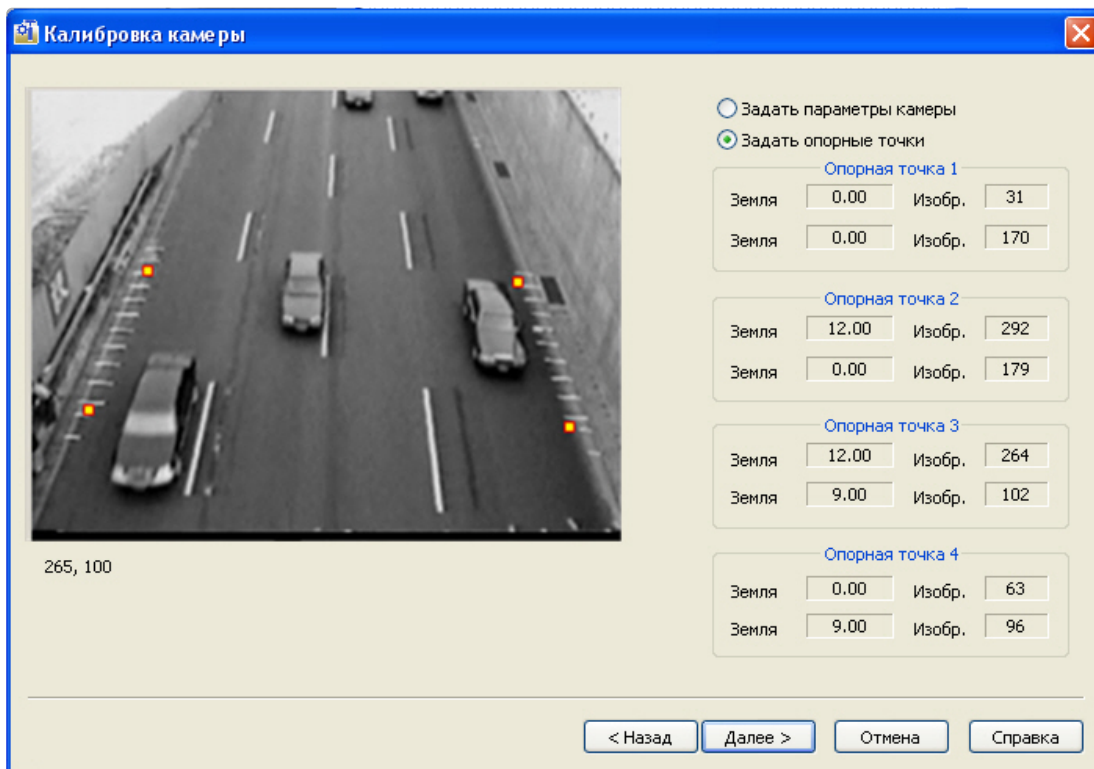 Калибровка камеры
Задать параметры камеры
Задать опорные точки
Опорная точка 1
Земля 0.00 Изобр. 31
Земля 0.00 Изобр. 170
Опорная точка 2
Земля 12.00 Изобр. 292
Земля 0.00 Изобр. 179
Опорная точка 3
Земля 12.00 Изобр. 264
Земля 9.00 Изобр. 102
Опорная точка 4
Земля 0.00 Изобр. 63
Земля 9.00 Изобр. 96
265, 100
< Назад Далее > Отмена Справка